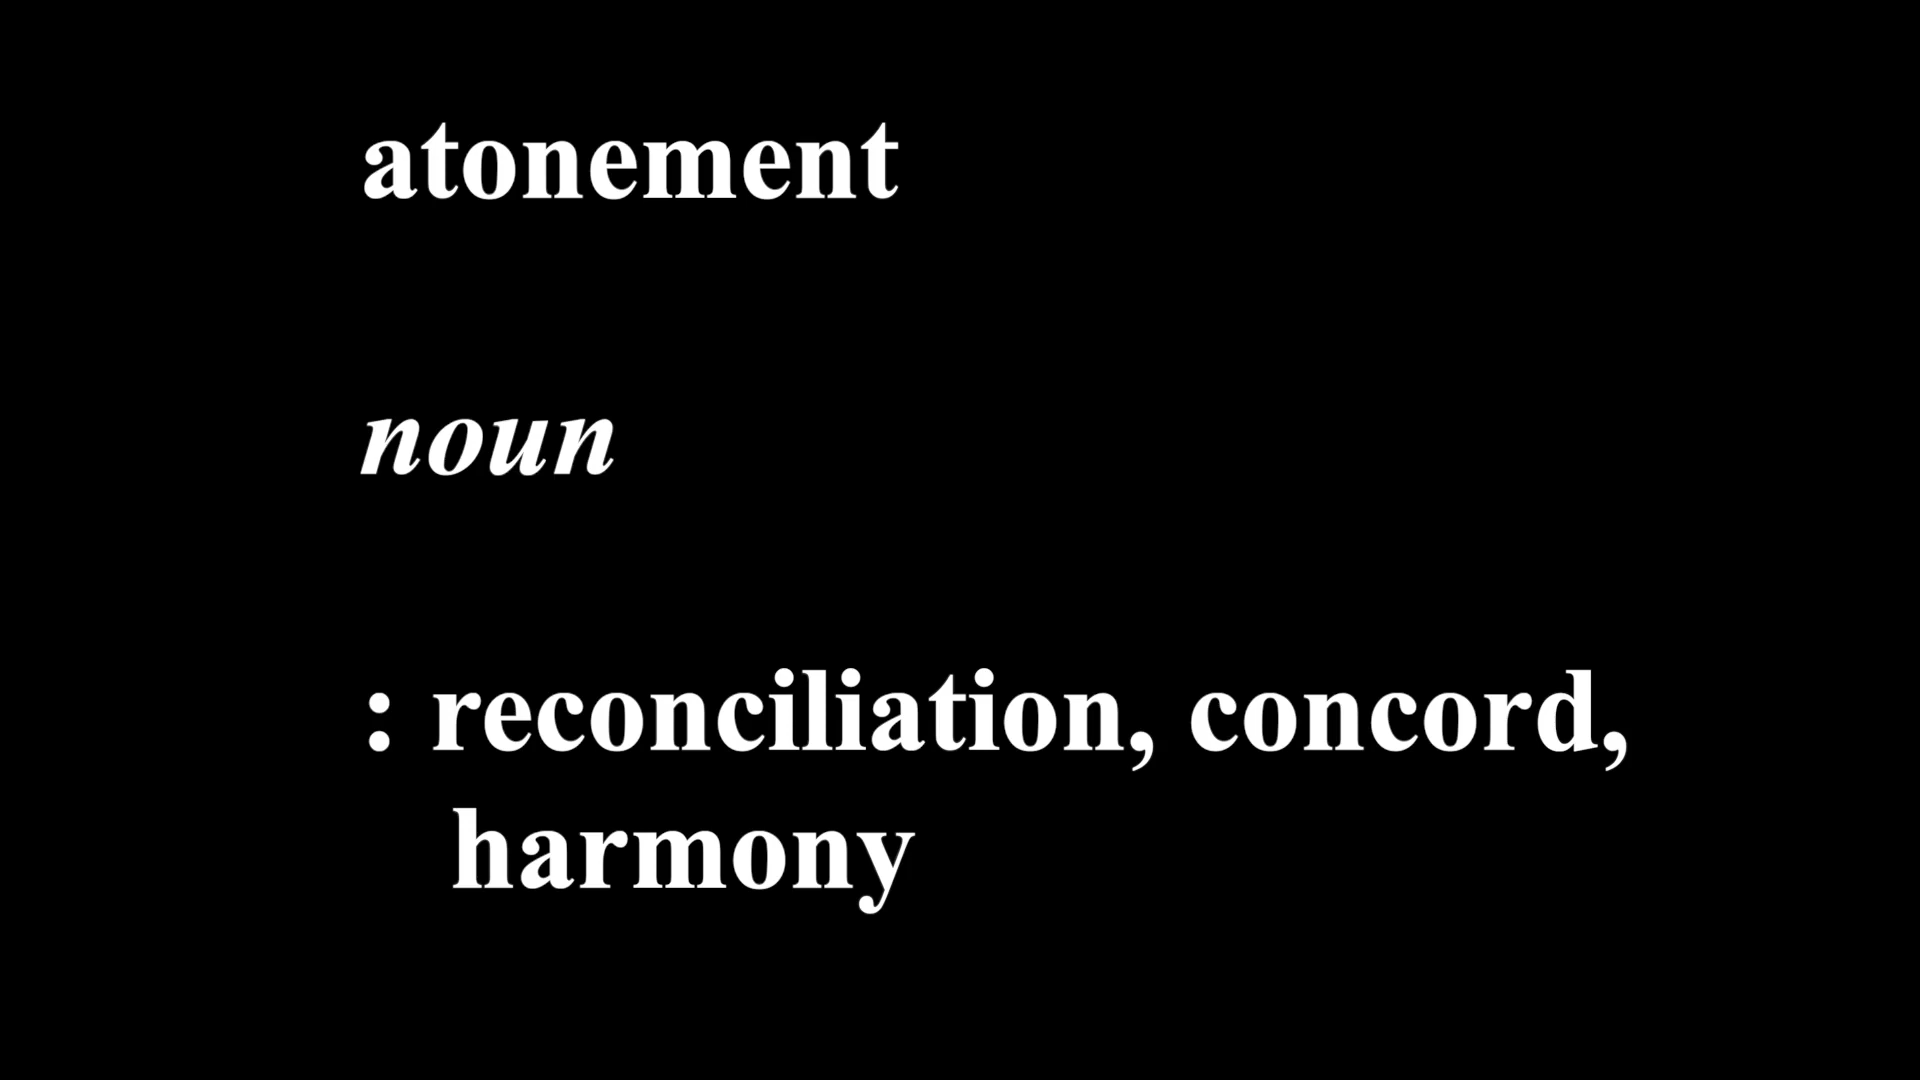 atonement
noun
: reconciliation, concord,
harmony